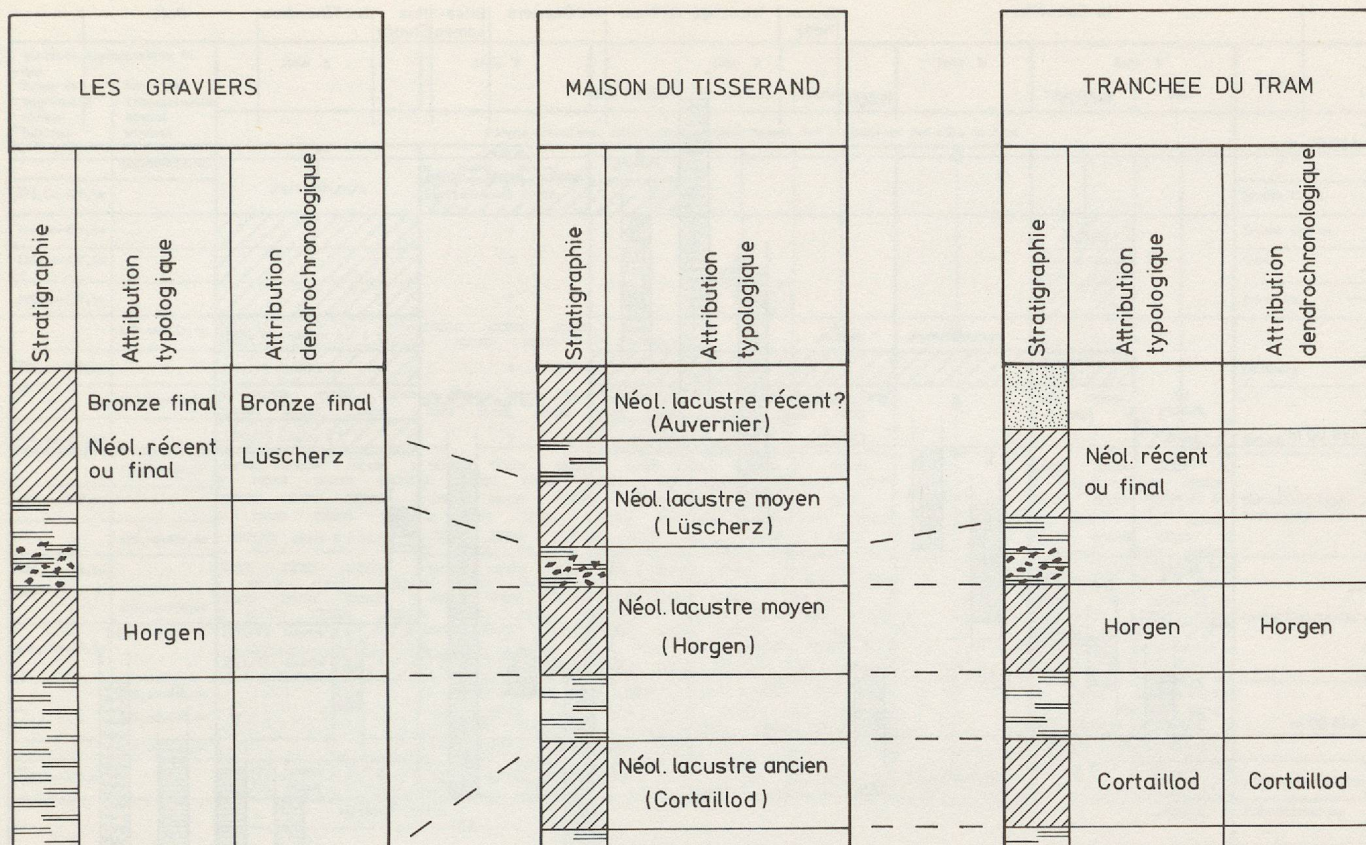 LES GRAVIERS
Stratigraphie
Attribution
typologique
Attribution
dendrochronologique
Bronze final
Bronze final
Néol. récent
ou final
Lüscherz
Horgen
MAISON DU TISSERAND
Stratigraphie
Attribution
typologique
Néol. lacustre récent?
(Auvernier)
Néol. lacustre moyen
(Lüscherz)
Néol. lacustre moyen
(Horgen)
Néol. lacustre ancien
(Cortaillod)
TRANCHEE DU TRAM
Stratigraphie
Attribution
typologique
Attribution
dendrochronologique
Néol. récent
ou final
Horgen
Horgen
Cortaillod
Cortaillod